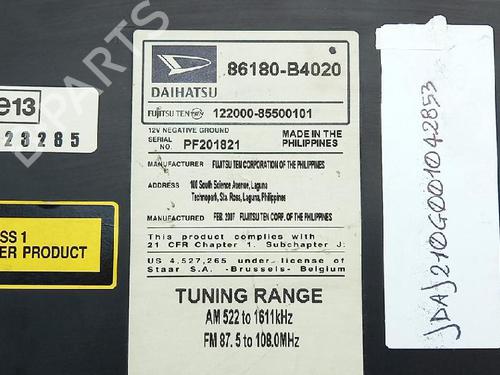 DAIHATSU
86180-B4020
FUJITSU TEN TEN 122000-85500101
12V NEGATIVE GROUND
SERIAL NO. PF201821
MADE IN THE PHILIPPINES
MANUFACTURER FUJITSU TEN CORPORATION OF THE PHILIPPINES
ADDRESS 100 South Science Avenue, Laguna
Technopark, Sta. Rosa, Laguna, Philippines
MANUFACTURED FEB. 2007 FUJITSU TEN CORP. OF THE PHILIPPINES
This product complies with
21 CFR Chapter 1. Subchapter J:
US 4,527,265 under license of
Staar S.A. -Brussels- Belgium
TUNING RANGE
AM 522 to 1611kHz
FM 87.5 to 108.0MHz
e13
28285
SS 1
ER PRODUCT
JDAJ210G001042853